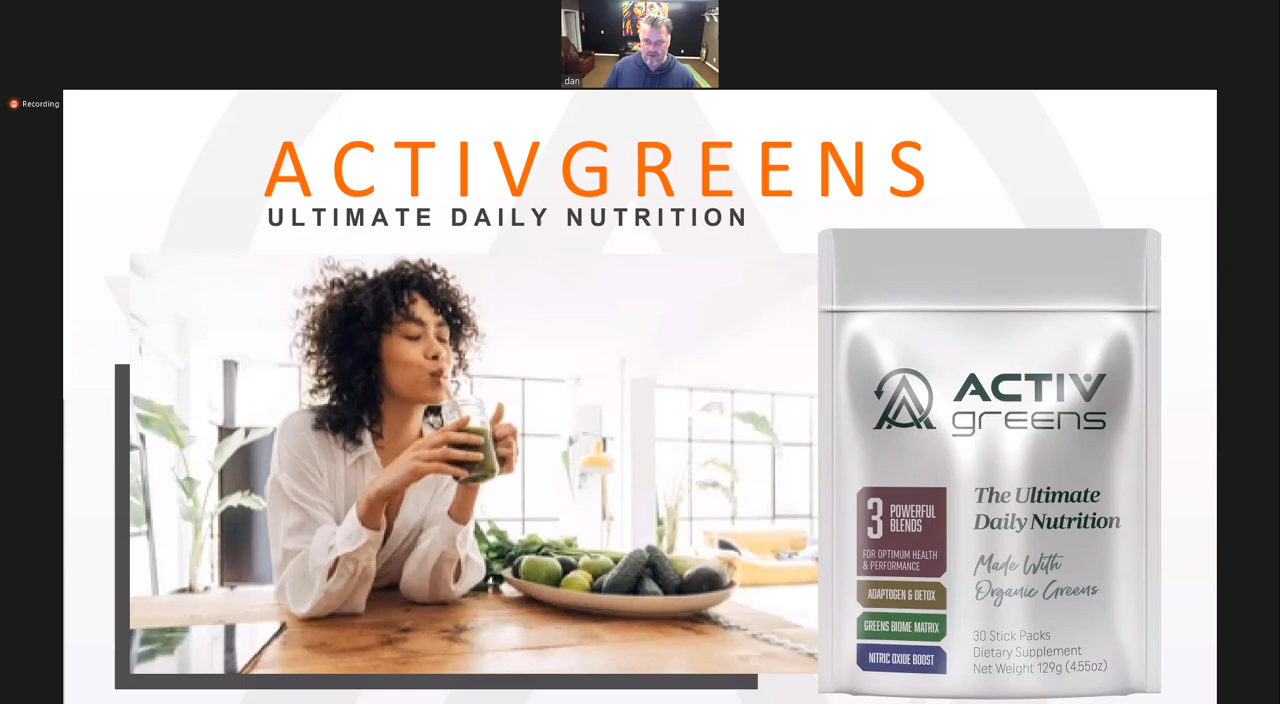 dan
Recording
ACTIVGREENS
ULTIMATE DAILY NUTRITION
ACTIV
greens
3 POWERFUL
BLENDS
FOR OPTIMUM HEALTH
& PERFORMANCE
ADAPTOGEN & DETOX
GREENS BIOME MATRIX
NITRIC OXIDE BOOST
The Ultimate
Daily Nutrition
Made With
Organic Greens
30 Stick Packs
Dietary Supplement
Net Weight 129g (4.55oz)